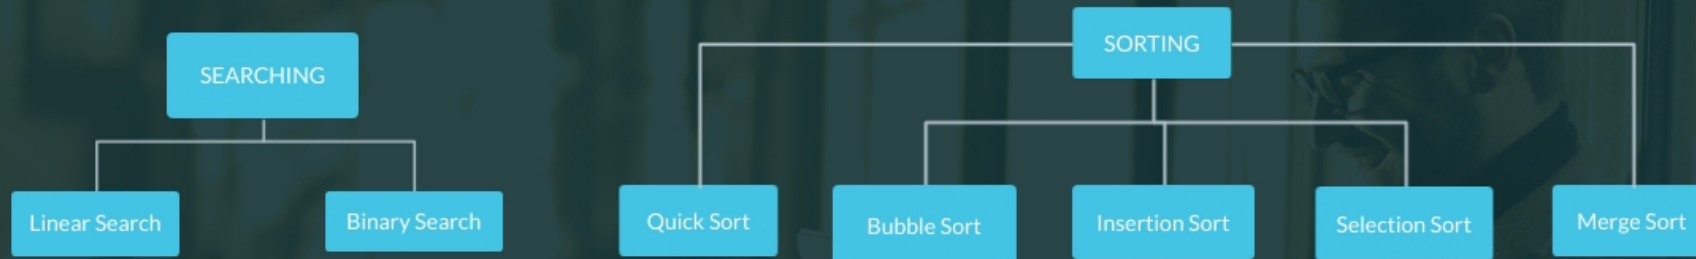 SEARCHING
Linear Search
Binary Search
SORTING
Quick Sort
Bubble Sort
Insertion Sort
Selection Sort
Merge Sort